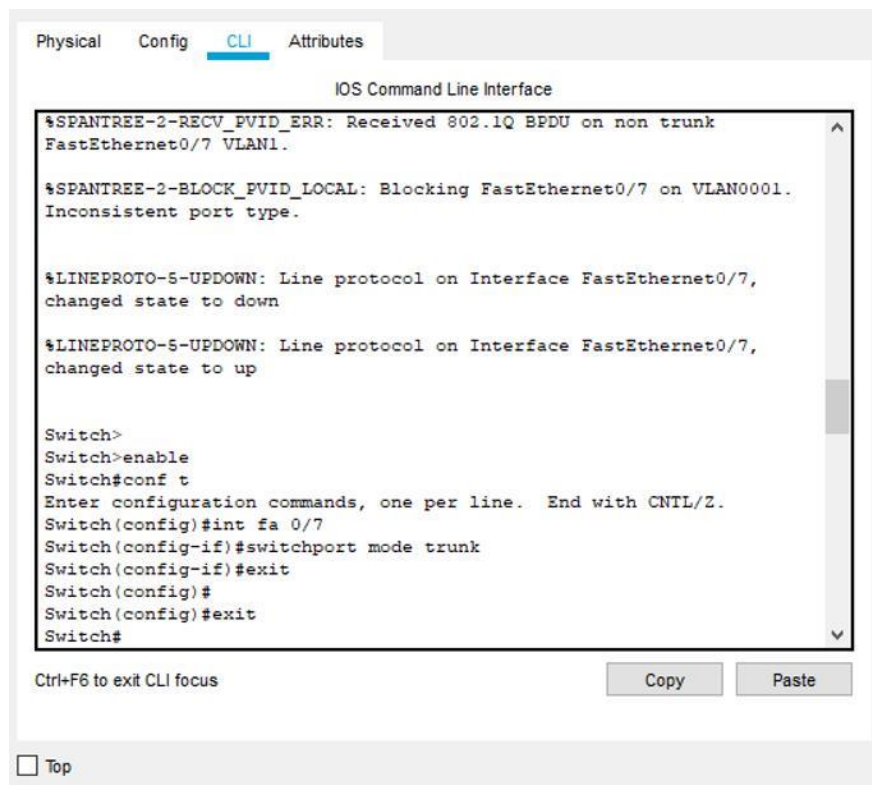 Physical Config CLI Attributes
IOS Command Line Interface
%SPANTREE-2-RECV_PVID_ERR: Received 802.1Q BPDU on non trunk
FastEthernet0/7 VLAN1.
%SPANTREE-2-BLOCK_PVID_LOCAL: Blocking FastEthernet0/7 on VLAN0001.
Inconsistent port type.
%LINEPROTO-5-UPDOWN: Line protocol on Interface FastEthernet0/7,
changed state to down
%LINEPROTO-5-UPDOWN: Line protocol on Interface FastEthernet0/7,
changed state to up
Switch>
Switch>enable
Switch#conf t
Enter configuration commands, one per line.  End with CNTL/Z.
Switch(config)#int fa 0/7
Switch(config-if)#switchport mode trunk
Switch(config-if)#exit
Switch(config)#
Switch(config)#exit
Switch#
Ctrl+F6 to exit CLI focus Copy Paste
Top